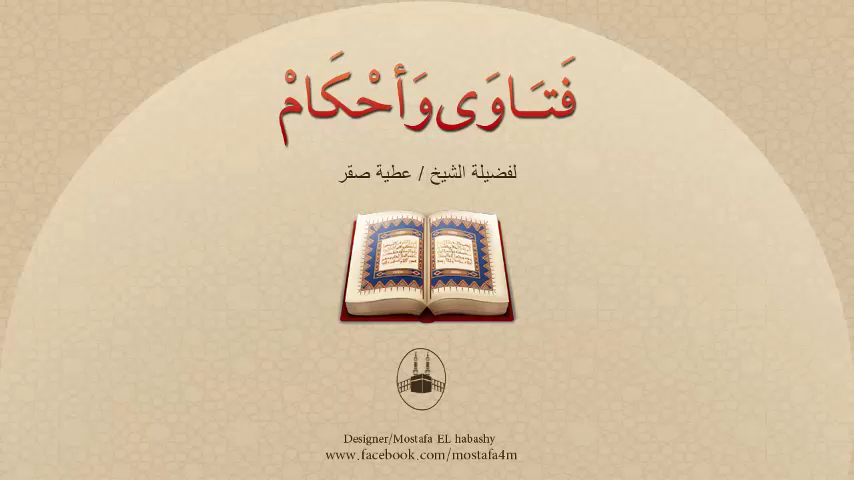 فَتَاوَى وَأَحْكَامْ
لفضيلة الشيخ / عطية صقر
Designer/Mostafa EL habashy
www.facebook.com/mostafa4m